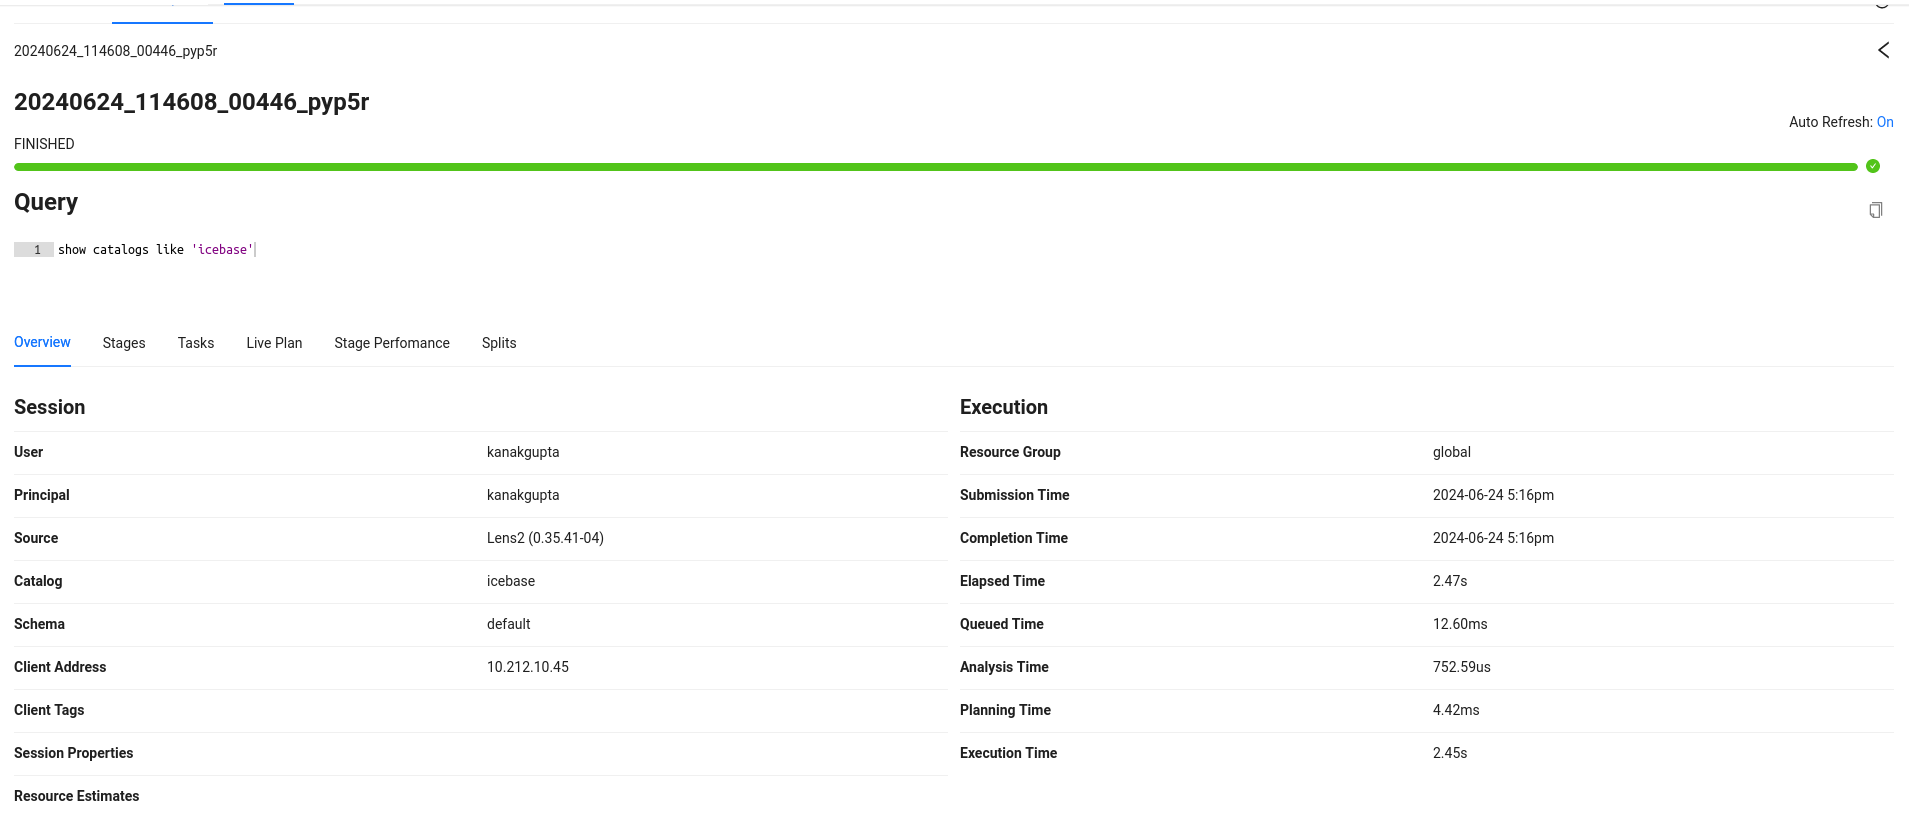 20240624_114608_00446_pyp5r
20240624_114608_00446_pyp5r
Auto Refresh: On
FINISHED
Query
1 show catalogs like 'icebase'
Overview Stages Tasks Live Plan Stage Perfomance Splits
Session
User kanakgupta
Principal kanakgupta
Source Lens2 (0.35.41-04)
Catalog icebase
Schema default
Client Address 10.212.10.45
Client Tags
Session Properties
Resource Estimates
Execution
Resource Group global
Submission Time 2024-06-24 5:16pm
Completion Time 2024-06-24 5:16pm
Elapsed Time 2.47s
Queued Time 12.60ms
Analysis Time 752.59us
Planning Time 4.42ms
Execution Time 2.45s